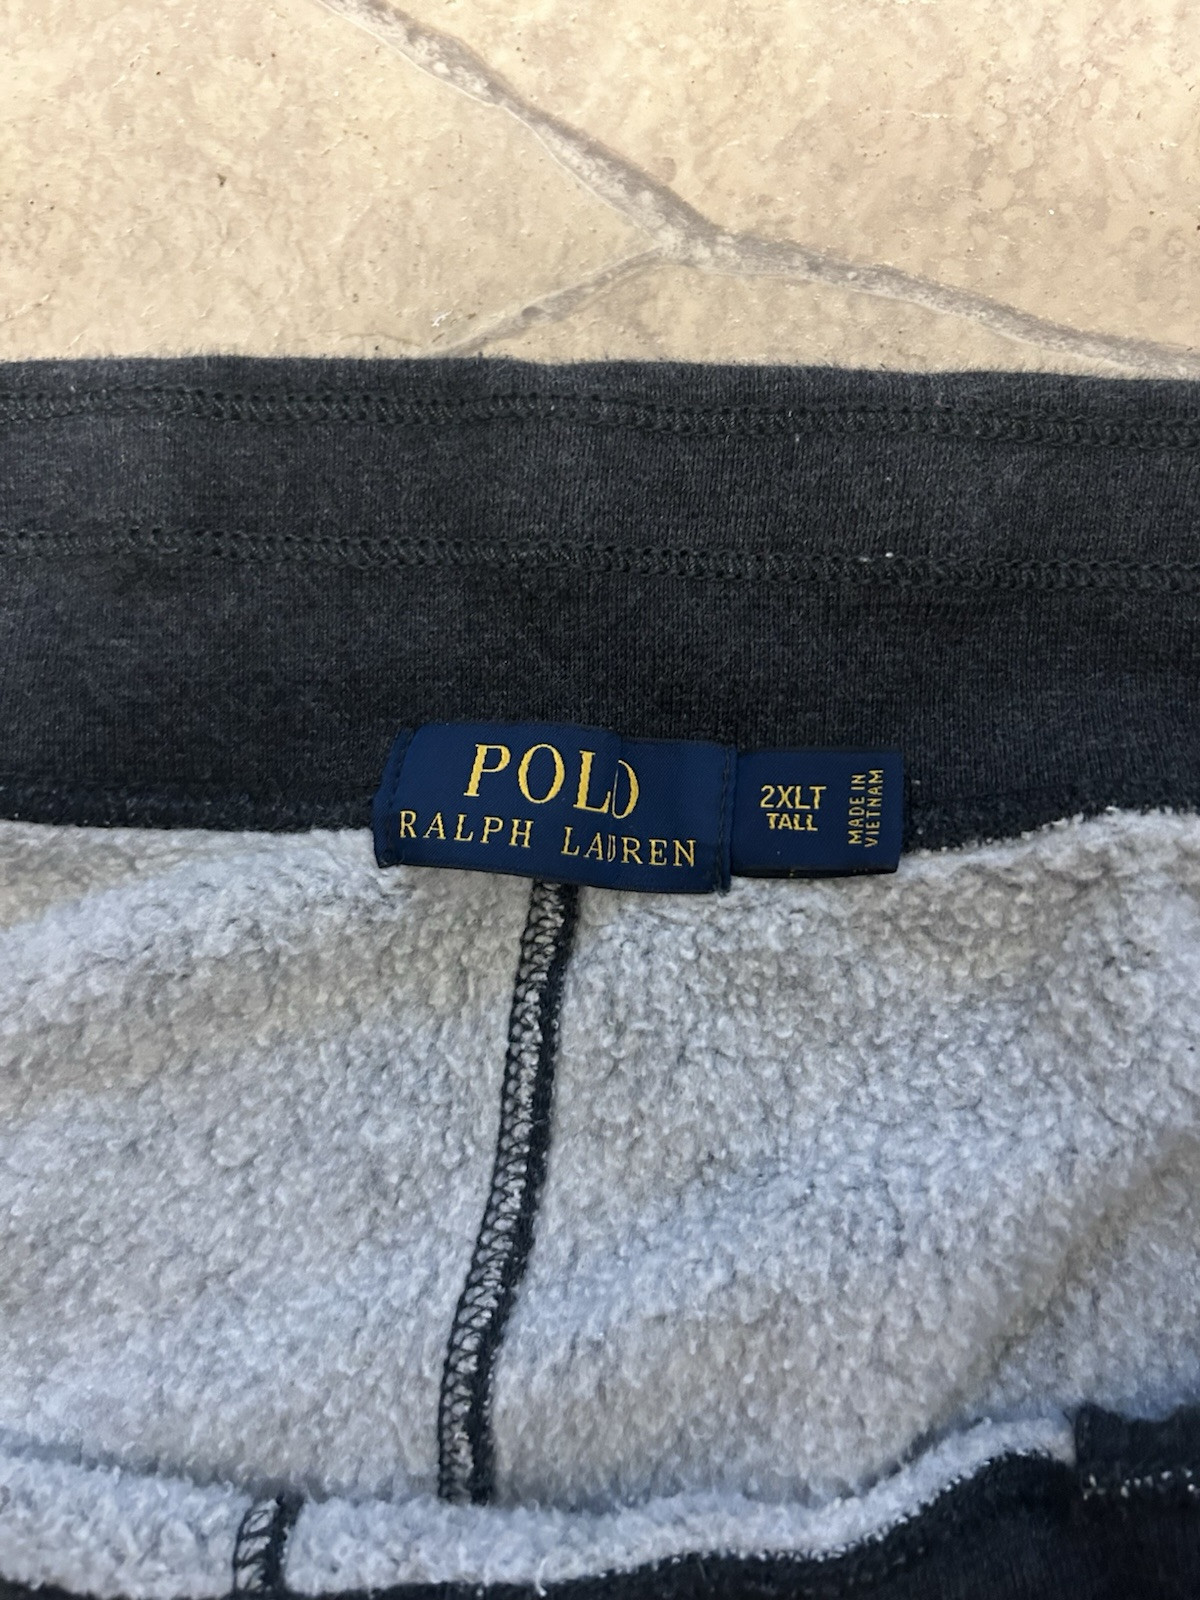 POLO
RALPH LAUREN
2XLT
TALL
MADE IN
VIETNAM